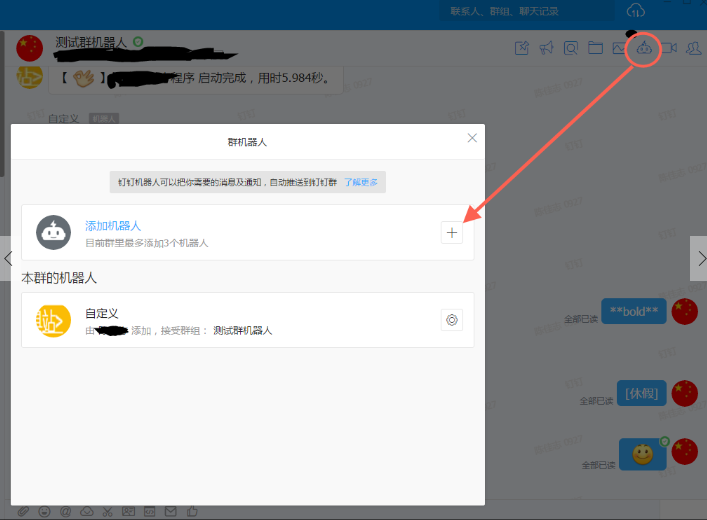 联系人、群组、聊天记录
测试群机器人
【 】 程序 启动完成，用时5.984秒。
自定义 机器人
群机器人
钉钉机器人可以把你需要的消息及通知，自动推送到钉钉群 了解更多
添加机器人
目前群里最多添加3个机器人
本群的机器人
自定义
由 添加，接受群组： 测试群机器人
全部已读 **bold**
全部已读 [休假]
全部已读